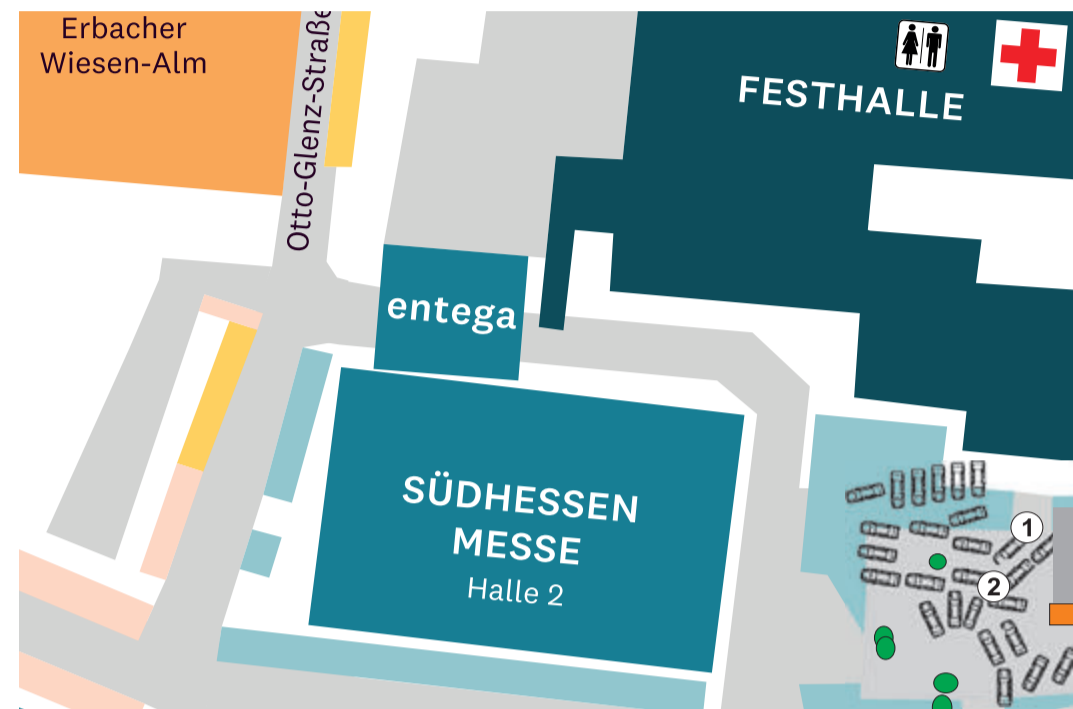 Erbacher
Wiesen-Alm
Otto-Glenz-Straße
FESTHALLE
entega
SÜDHESSEN
MESSE
Halle 2
1
2